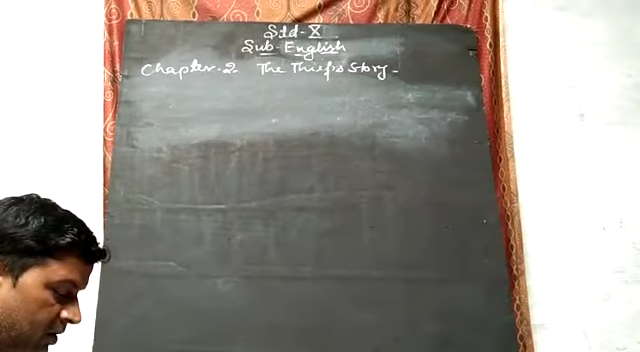 Std-X
Sub-English
Chapter-2. The Thief's Story-